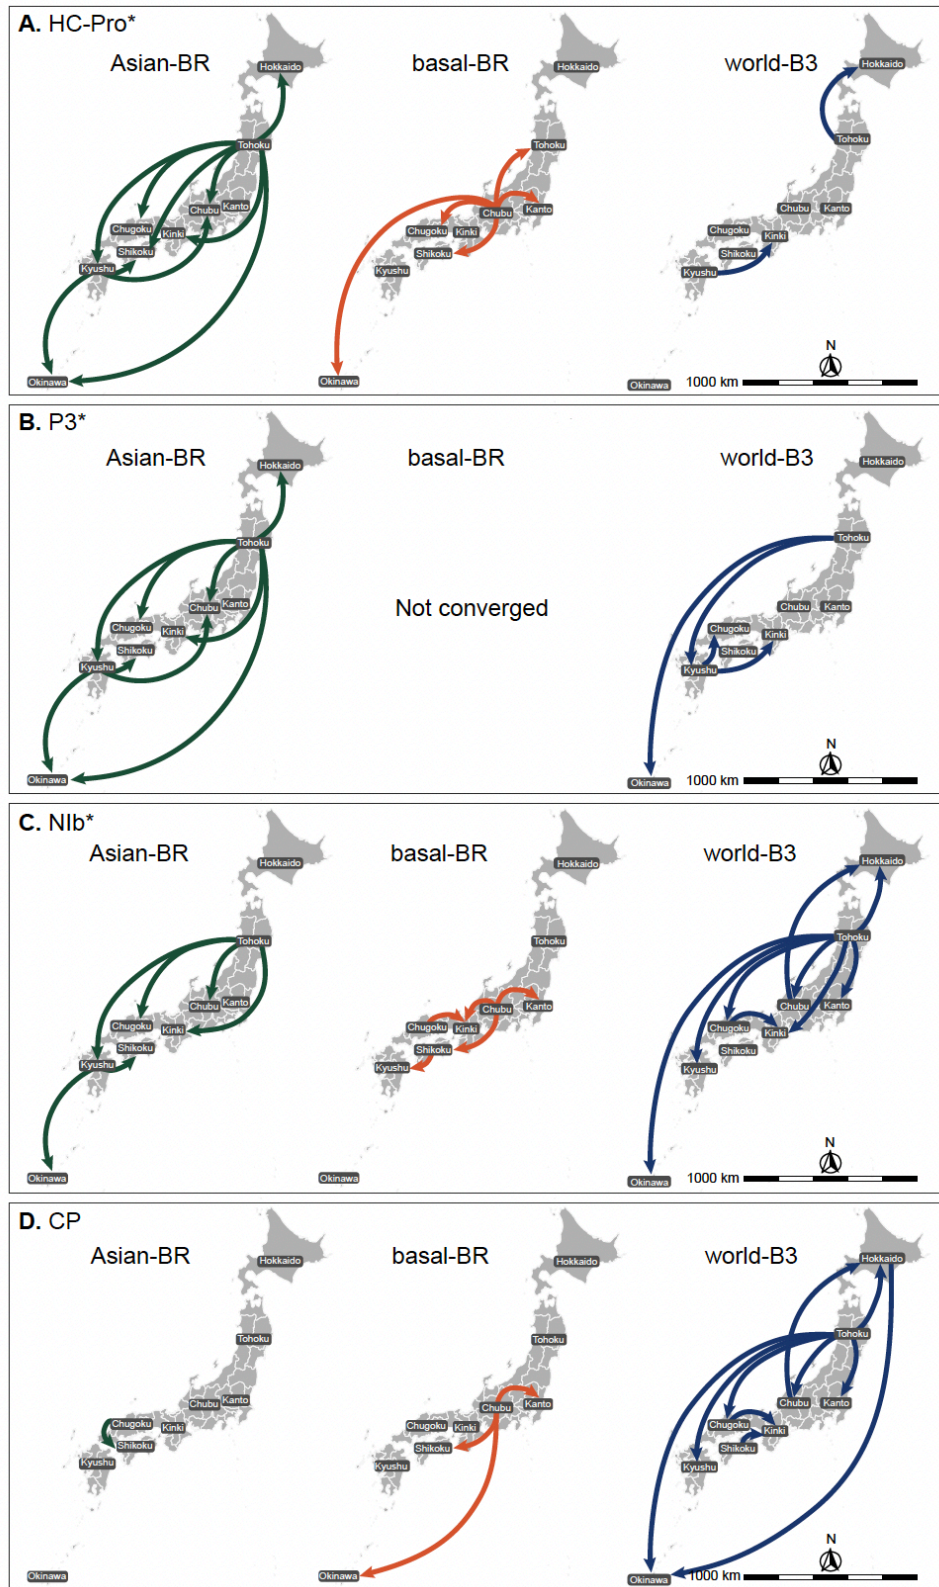 A. HC-Pro*
Asian-BR
basal-BR
world-B3
Hokkaido
Tohoku
Chubu
Kanto
Chugoku
Kinki
Shikoku
Kyushu
Okinawa
Hokkaido
Tohoku
Chubu
Kanto
Chugoku
Kinki
Shikoku
Kyushu
Okinawa
Hokkaido
Tohoku
Chubu
Kanto
Chugoku
Kinki
Shikoku
Kyushu
Okinawa
N
1000 km
B. P3*
Asian-BR
basal-BR
world-B3
Hokkaido
Tohoku
Chubu
Kanto
Chugoku
Kinki
Shikoku
Kyushu
Okinawa
Not converged
Hokkaido
Tohoku
Chubu
Kanto
Chugoku
Kinki
Shikoku
Kyushu
Okinawa
N
1000 km
C. NIb*
Asian-BR
basal-BR
world-B3
Hokkaido
Tohoku
Chubu
Kanto
Chugoku
Kinki
Shikoku
Kyushu
Okinawa
Hokkaido
Tohoku
Chubu
Kanto
Chugoku
Kinki
Shikoku
Kyushu
Okinawa
Hokkaido
Tohoku
Chubu
Kanto
Chugoku
Kinki
Shikoku
Kyushu
Okinawa
N
1000 km
D. CP
Asian-BR
basal-BR
world-B3
Hokkaido
Tohoku
Chubu
Kanto
Chugoku
Kinki
Shikoku
Kyushu
Okinawa
Hokkaido
Tohoku
Chubu
Kanto
Chugoku
Kinki
Shikoku
Kyushu
Okinawa
Hokkaido
Tohoku
Chubu
Kanto
Chugoku
Kinki
Shikoku
Kyushu
Okinawa
N
1000 km